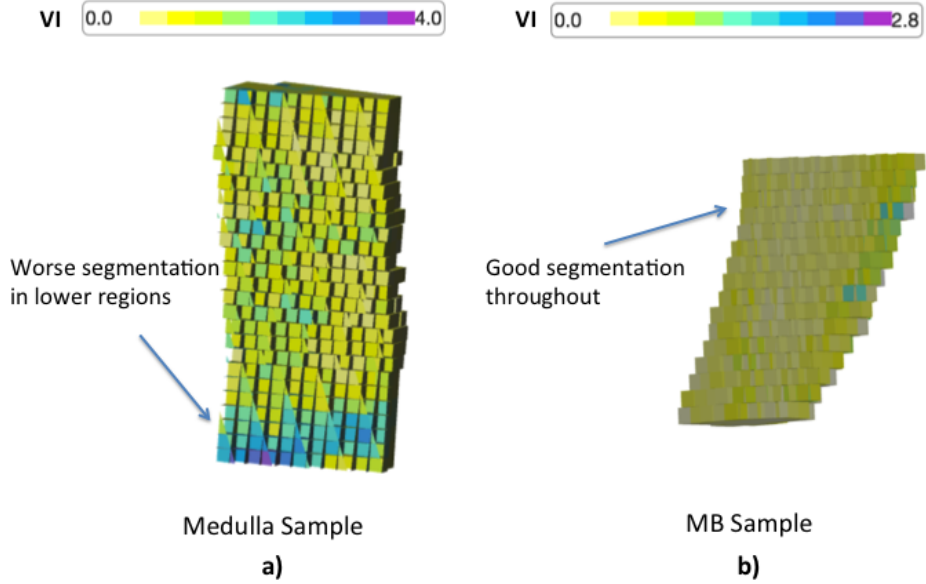 VI 0.0 4.0
VI 0.0 2.8
Worse segmentation
in lower regions
Good segmentation
throughout
Medulla Sample
MB Sample
a)
b)